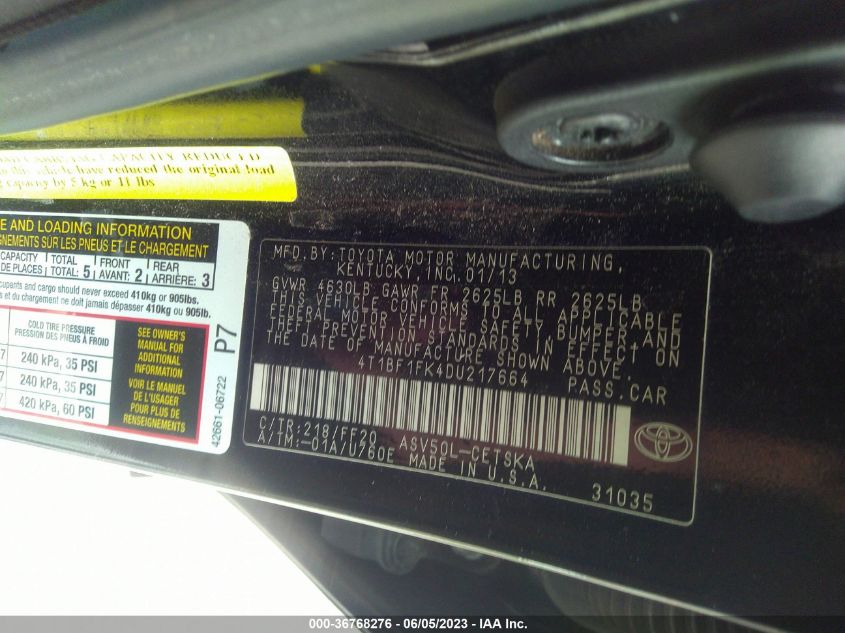 CAPACITY REDUCED
this vehicle have reduced the original load
capacity by 5 kg or 11 lbs
E AND LOADING INFORMATION
GNEMENTS SUR LES PNEUS ET LE CHARGEMENT
CAPACITY TOTAL FRONT REAR
DE PLACES TOTAL: 5 AVANT: 2 ARRIÈRE: 3
ccupants and cargo should never exceed 410kg or 905lbs.
s et du chargement ne doit jamais dépasser 410kg ou 905lb.
COLD TIRE PRESSURE
PRESSION DES PNEUS À FROID
7 240 kPa, 35 PSI
7 240 kPa, 35 PSI
7 420 kPa, 60 PSI
SEE OWNER'S
MANUAL FOR
ADDITIONAL
INFORMATION
VOIR LE MANUEL
POUR PLUS DE
RENSEIGNEMENTS
42661-06722 P7
MFD.BY:TOYOTA MOTOR MANUFACTURING,
KENTUCKY,INC.01/13
GVWR 4630LB GAWR FR 2625LB RR 2625LB
THIS VEHICLE CONFORMS TO ALL APPLICABLE
FEDERAL MOTOR VEHICLE SAFETY,BUMPER,AND
THEFT PREVENTION STANDARDS IN EFFECT ON
THE DATE OF MANUFACTURE SHOWN ABOVE.
4T1BF1FK4DU217664 PASS.CAR
C/TR:218/FF20 ASV50L-CETSKA
A/TM:-01A/U760E MADE IN U.S.A.
31035
TOYOTA
000-36768276 - 06/05/2023 - IAA, Inc.